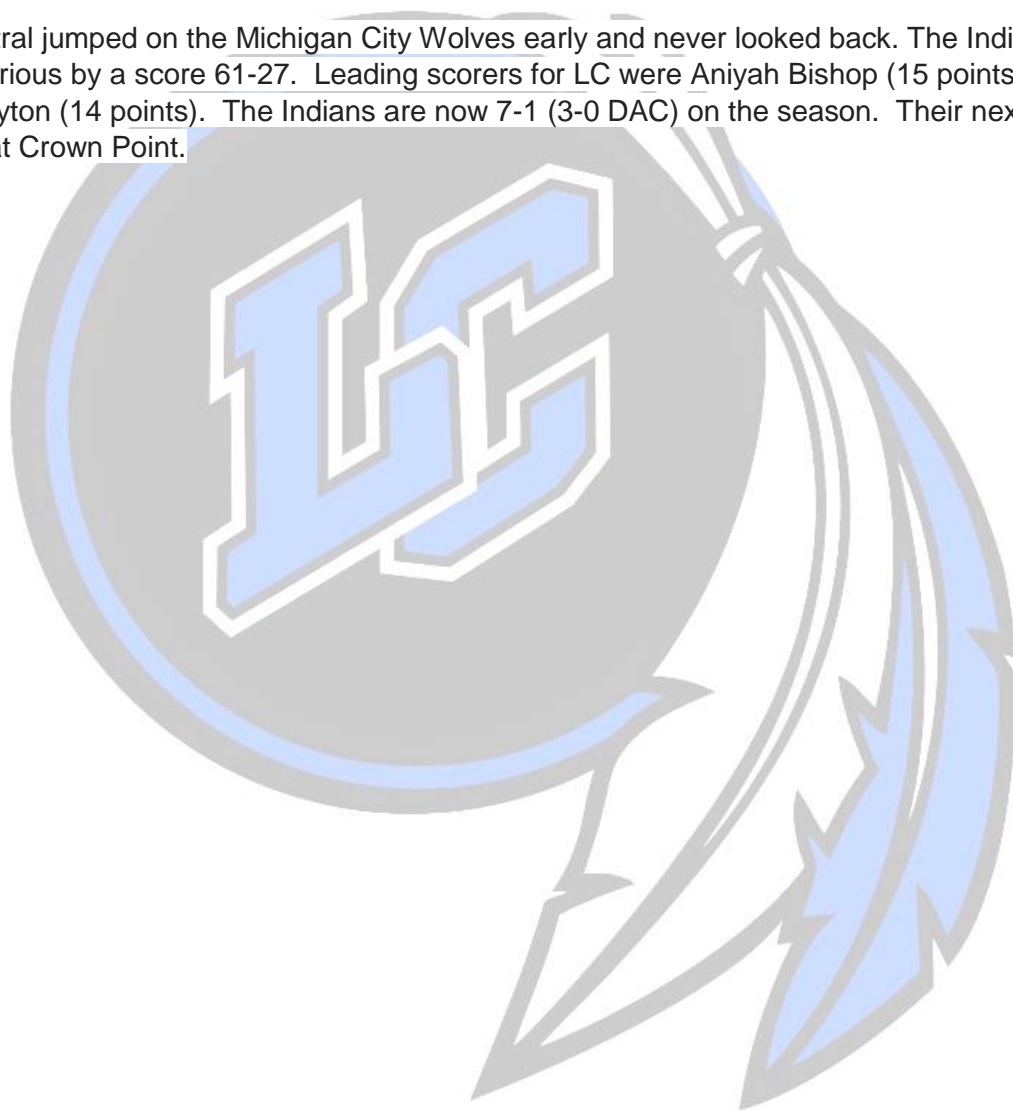 tral jumped on the Michigan City Wolves early and never looked back. The Indi
rious by a score 61-27.  Leading scorers for LC were Aniyah Bishop (15 points
yton (14 points).  The Indians are now 7-1 (3-0 DAC) on the season.  Their nex
at Crown Point.
LC